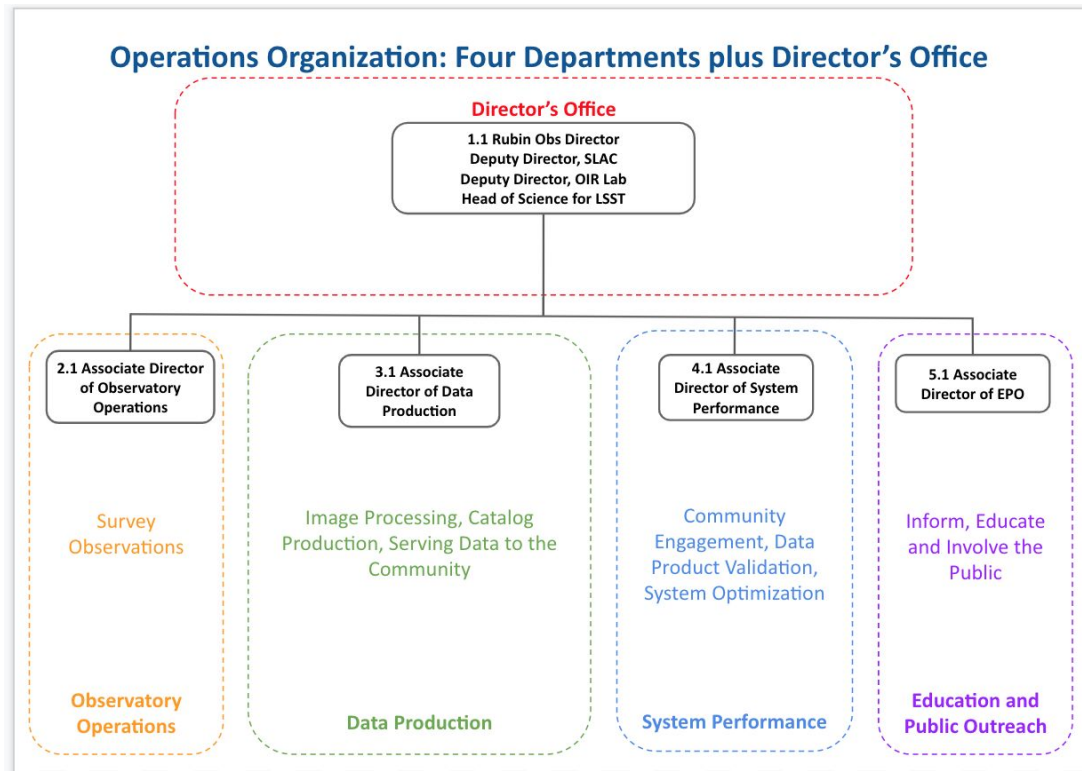 Operations Organization: Four Departments plus Director’s Office
Director’s Office
1.1 Rubin Obs Director
Deputy Director, SLAC
Deputy Director, OIR Lab
Head of Science for LSST
2.1 Associate Director
of Observatory
Operations
3.1 Associate
Director of Data
Production
4.1 Associate
Director of System
Performance
5.1 Associate
Director of EPO
Survey
Observations
Image Processing, Catalog
Production, Serving Data to the
Community
Community
Engagement, Data
Product Validation,
System Optimization
Inform, Educate
and Involve the
Public
Observatory
Operations
Data Production
System Performance
Education and
Public Outreach